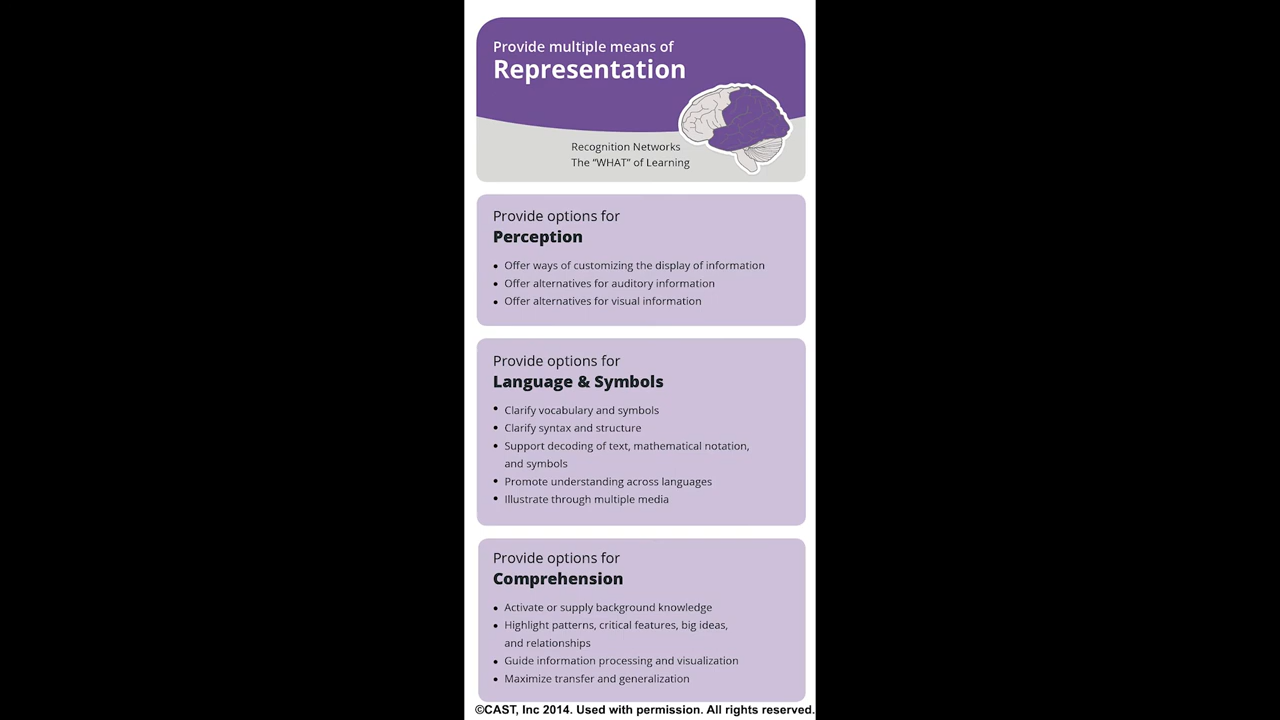 Provide multiple means of
Representation
Recognition Networks
The “WHAT” of Learning
Provide options for
Perception
• Offer ways of customizing the display of information
• Offer alternatives for auditory information
• Offer alternatives for visual information
Provide options for
Language & Symbols
• Clarify vocabulary and symbols
• Clarify syntax and structure
• Support decoding of text, mathematical notation,
and symbols
• Promote understanding across languages
• Illustrate through multiple media
Provide options for
Comprehension
• Activate or supply background knowledge
• Highlight patterns, critical features, big ideas,
and relationships
• Guide information processing and visualization
• Maximize transfer and generalization
©CAST, Inc 2014. Used with permission. All rights reserved.